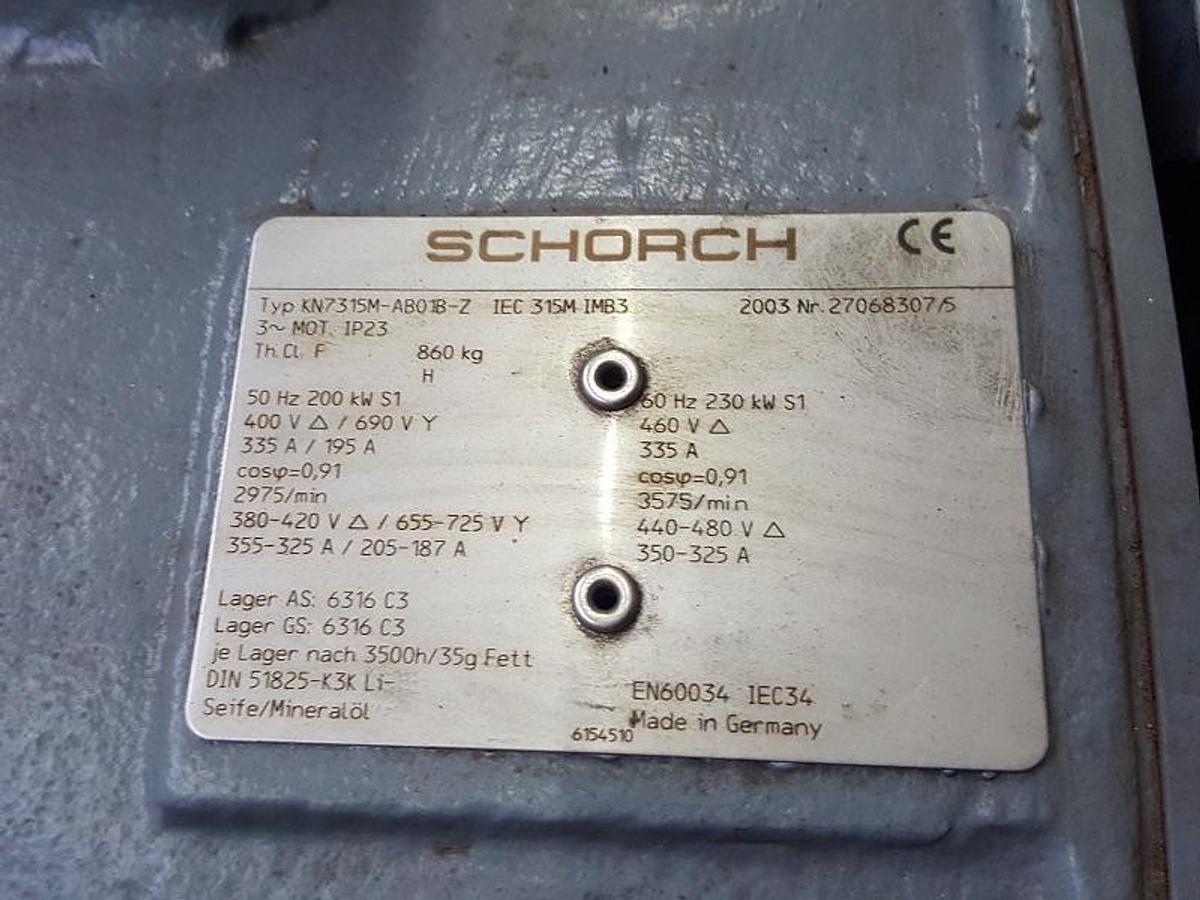 SCHORCH CE
Typ KN7315M-AB01B-Z IEC 315M IMB3 2003 Nr. 27068307/5
3~ MOT. IP23
Th.Cl. F 860 kg
H
50 Hz 200 kW S1 60 Hz 230 kW S1
400 V △ / 690 V Y 460 V △
335 A / 195 A 335 A
cosφ=0,91 cosφ=0,91
2975/min 3575/min
380-420 V △ / 655-725 V Y 440-480 V △
355-325 A / 205-187 A 350-325 A
Lager AS: 6316 C3
Lager GS: 6316 C3
je Lager nach 3500h/35g Fett
DIN 51825-K3K Li- EN60034 IEC34
Seife/Mineralöl Made in Germany
6154510